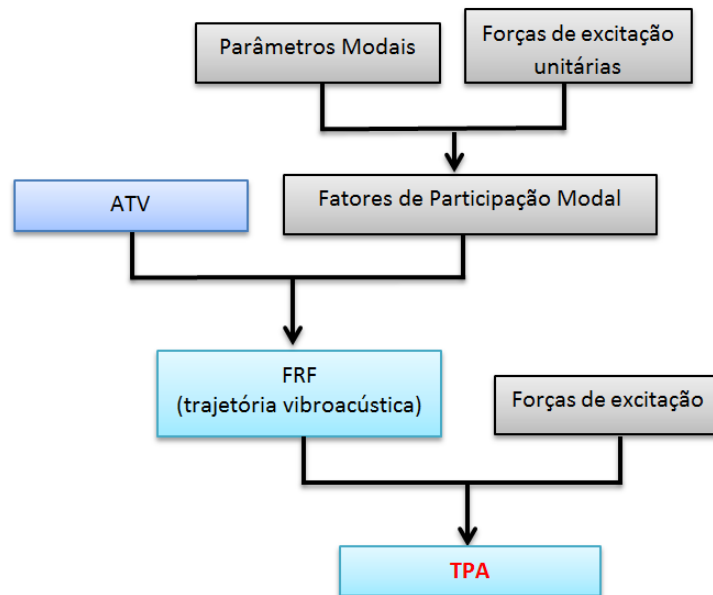 Parâmetros Modais
Forças de excitação
unitárias
ATV
Fatores de Participação Modal
FRF
(trajetória vibroacústica)
Forças de excitação
TPA